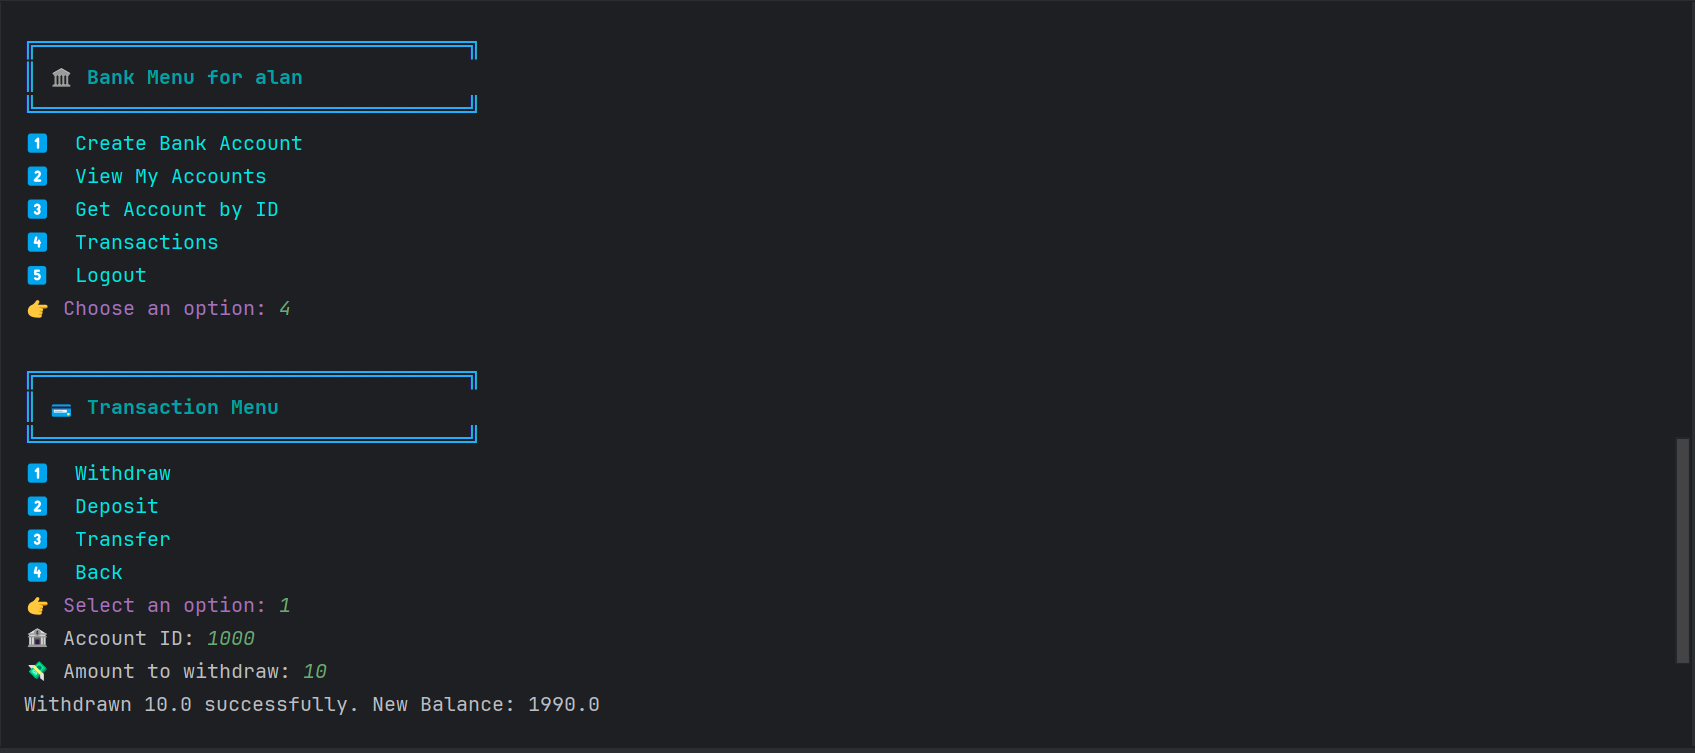 🏛️ Bank Menu for alan
1️⃣ Create Bank Account
2️⃣ View My Accounts
3️⃣ Get Account by ID
4️⃣ Transactions
5️⃣ Logout
👉 Choose an option: 4
💳 Transaction Menu
1️⃣ Withdraw
2️⃣ Deposit
3️⃣ Transfer
4️⃣ Back
👉 Select an option: 1
🏦 Account ID: 1000
💸 Amount to withdraw: 10
Withdrawn 10.0 successfully. New Balance: 1990.0